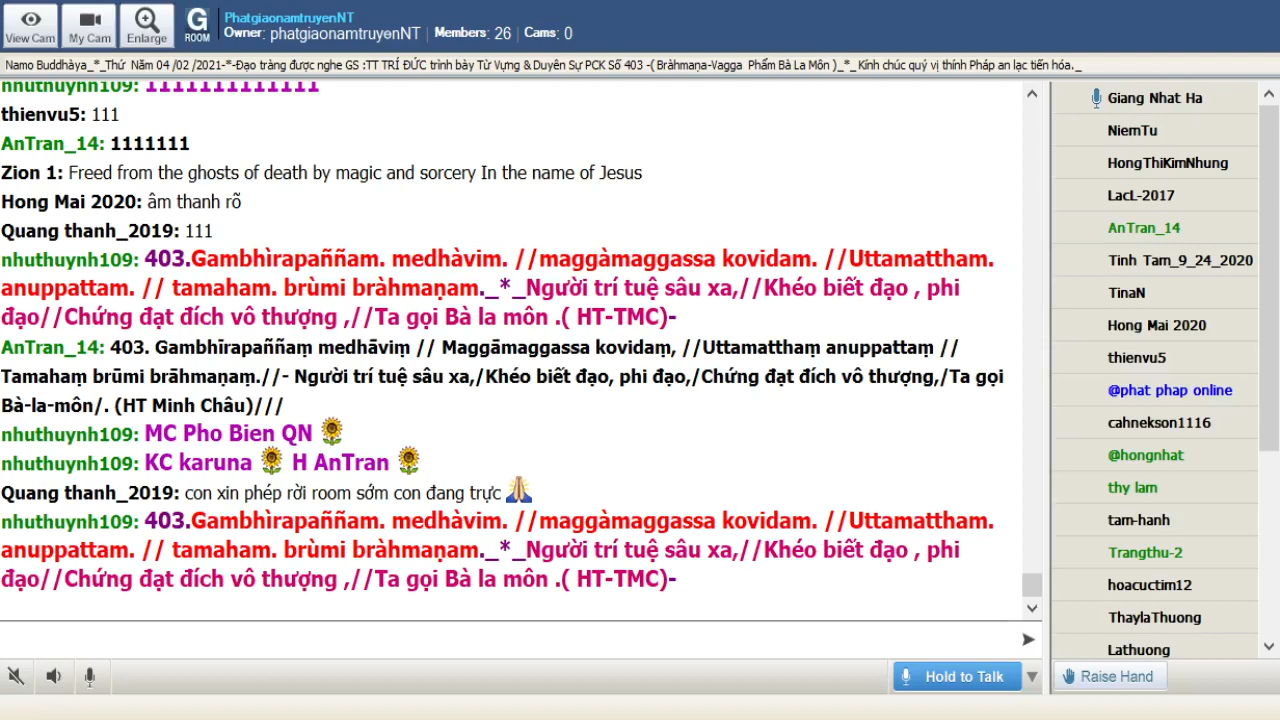 View Cam
My Cam
Enlarge
G
ROOM
PhatgiaonamtruyenNT
Owner: phatgiaonamtruyenNT | Members: 26 | Cams: 0
Namo Buddhàya_*_Thứ Năm 04 /02 /2021-*-Đạo tràng được nghe GS :TT TRÍ ĐỨC trình bày Từ Vựng & Duyên Sự PCK Số 403 -( Bràhmaṇa-Vagga Phẩm Bà La Môn )_*_ Kính chúc quý vị thính Pháp an lạc tiến hóa._
nhuthuynh109: 1111111111111
thienvu5: 111
AnTran_14: 1111111
Zion 1: Freed from the ghosts of death by magic and sorcery In the name of Jesus
Hong Mai 2020: âm thanh rõ
Quang thanh_2019: 111
nhuthuynh109: 403.Gambhìrapaññam. medhàvim. //maggàmaggassa kovidam. //Uttamattham.
anuppattam. // tamaham. brùmi bràhmaṇam._*_Người trí tuệ sâu xa,//Khéo biết đạo , phi
đạo//Chứng đạt đích vô thượng ,//Ta gọi Bà la môn .( HT-TMC)-
AnTran_14: 403. Gambhīrapaññaṃ medhāviṃ // Maggāmaggassa kovidaṃ, //Uttamatthaṃ anuppattaṃ //
Tamahaṃ brūmi brāhmaṇaṃ.//- Người trí tuệ sâu xa,/Khéo biết đạo, phi đạo,/Chứng đạt đích vô thượng,/Ta gọi
Bà-la-môn/. (HT Minh Châu)///
nhuthuynh109: MC Pho Bien QN 🌻
nhuthuynh109: KC karuna 🌻 H AnTran 🌻
Quang thanh_2019: con xin phép rời room sớm con đang trực 🙏
nhuthuynh109: 403.Gambhìrapaññam. medhàvim. //maggàmaggassa kovidam. //Uttamattham.
anuppattam. // tamaham. brùmi bràhmaṇam._*_Người trí tuệ sâu xa,//Khéo biết đạo , phi
đạo//Chứng đạt đích vô thượng ,//Ta gọi Bà la môn .( HT-TMC)-
Hold to Talk
Giang Nhat Ha
NiemTu
HongThiKimNhung
LacL-2017
AnTran_14
Tinh Tam_9_24_2020
TinaN
Hong Mai 2020
thienvu5
@phat phap online
cahnekson1116
@hongnhat
thy lam
tam-hanh
Trangthu-2
hoacuctim12
ThaylaThuong
Lathuong
Raise Hand